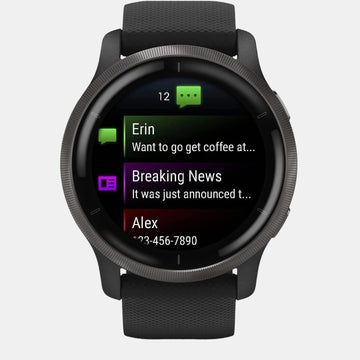 12
Erin
Want to go get coffee at...
Breaking News
It was just announced t...
Alex
123-456-7890